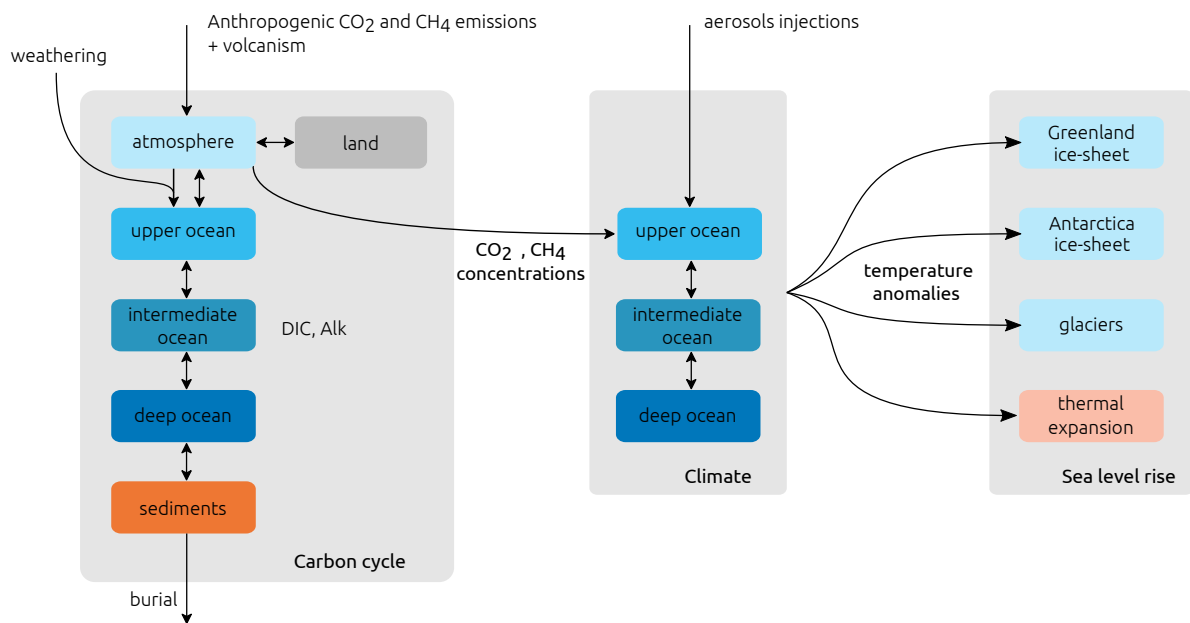 Anthropogenic CO2 and CH4 emissions
+ volcanism
aerosols injections
weathering
atmosphere
land
upper ocean
intermediate
ocean
DIC, Alk
deep ocean
sediments
Carbon cycle
burial
CO2 , CH4
concentrations
upper ocean
intermediate
ocean
deep ocean
Climate
temperature
anomalies
Greenland
ice-sheet
Antarctica
ice-sheet
glaciers
thermal
expansion
Sea level rise